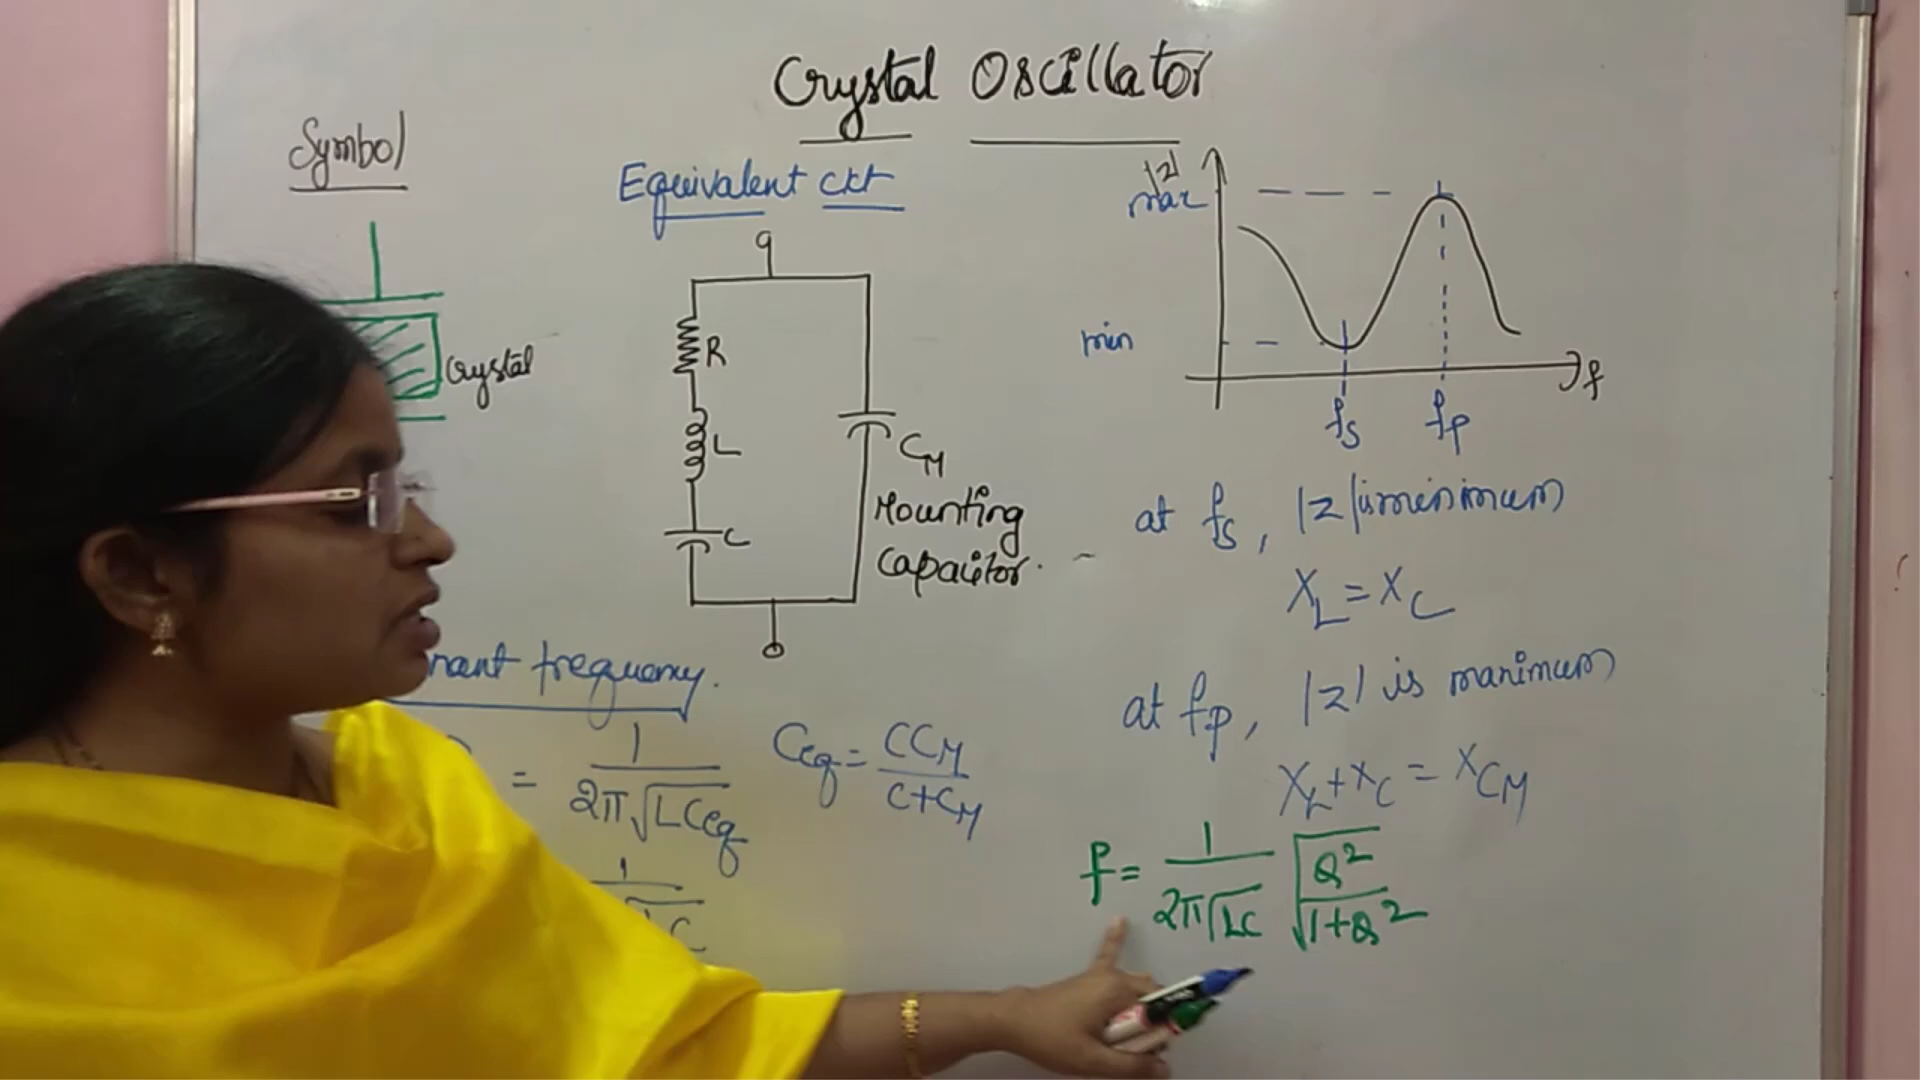 Crystal Oscillator
Symbol
Crystal
Equivalent ckt
R
L
C
CM
Mounting
Capacitor.
|z|
max
min
fs
fp
f
at fs, |z| is minimum
XL = XC
at fp, |z| is maximum
XL + XC = XCM
f = 1 / 2π√LC √Q² / 1+Q²
frequency.
= 1 / 2π√LCeq
Ceq = CCM / C+CM